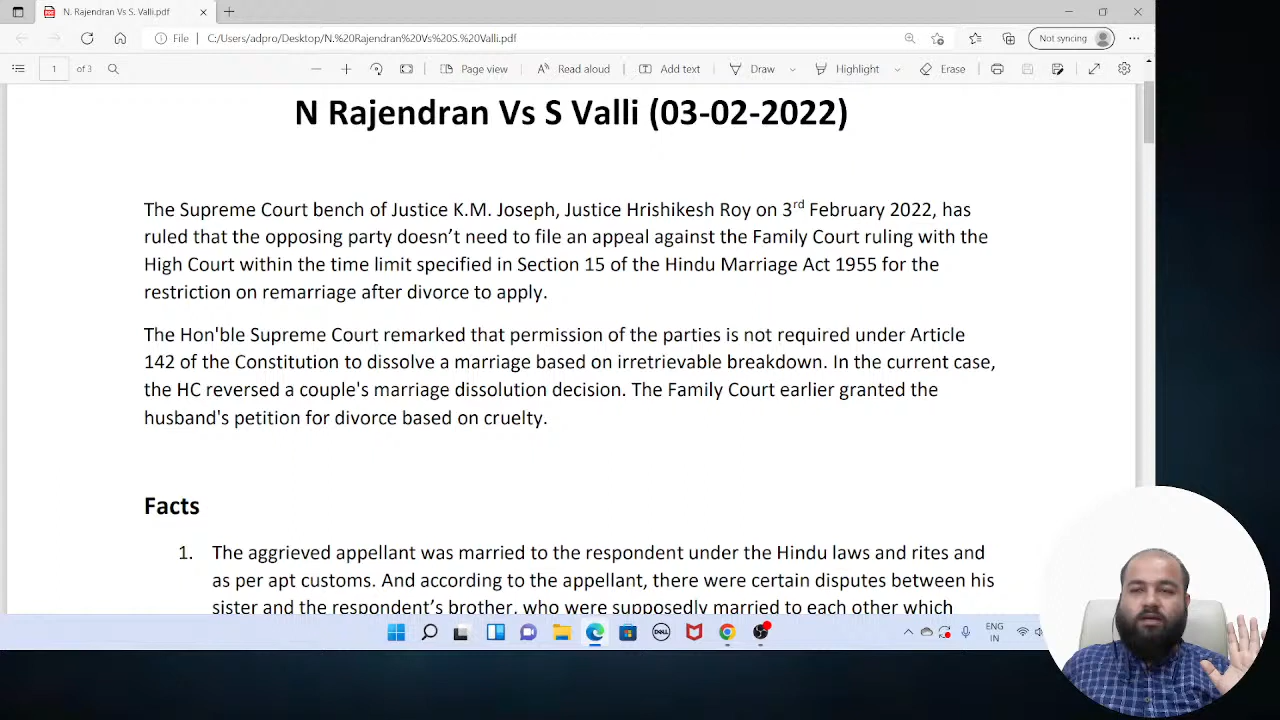 N. Rajendran Vs S. Valli.pdf
File
C:/Users/adpro/Desktop/N.%20Rajendran%20Vs%20S.%20Valli.pdf
Not syncing
1 of 3
Page view
Read aloud
Add text
Draw
Highlight
Erase
N Rajendran Vs S Valli (03-02-2022)
The Supreme Court bench of Justice K.M. Joseph, Justice Hrishikesh Roy on 3rd February 2022, has
ruled that the opposing party doesn’t need to file an appeal against the Family Court ruling with the
High Court within the time limit specified in Section 15 of the Hindu Marriage Act 1955 for the
restriction on remarriage after divorce to apply.
The Hon'ble Supreme Court remarked that permission of the parties is not required under Article
142 of the Constitution to dissolve a marriage based on irretrievable breakdown. In the current case,
the HC reversed a couple's marriage dissolution decision. The Family Court earlier granted the
husband's petition for divorce based on cruelty.
Facts
1. The aggrieved appellant was married to the respondent under the Hindu laws and rites and
as per apt customs. And according to the appellant, there were certain disputes between his
sister and the respondent’s brother, who were supposedly married to each other which
DELL
ENG
IN